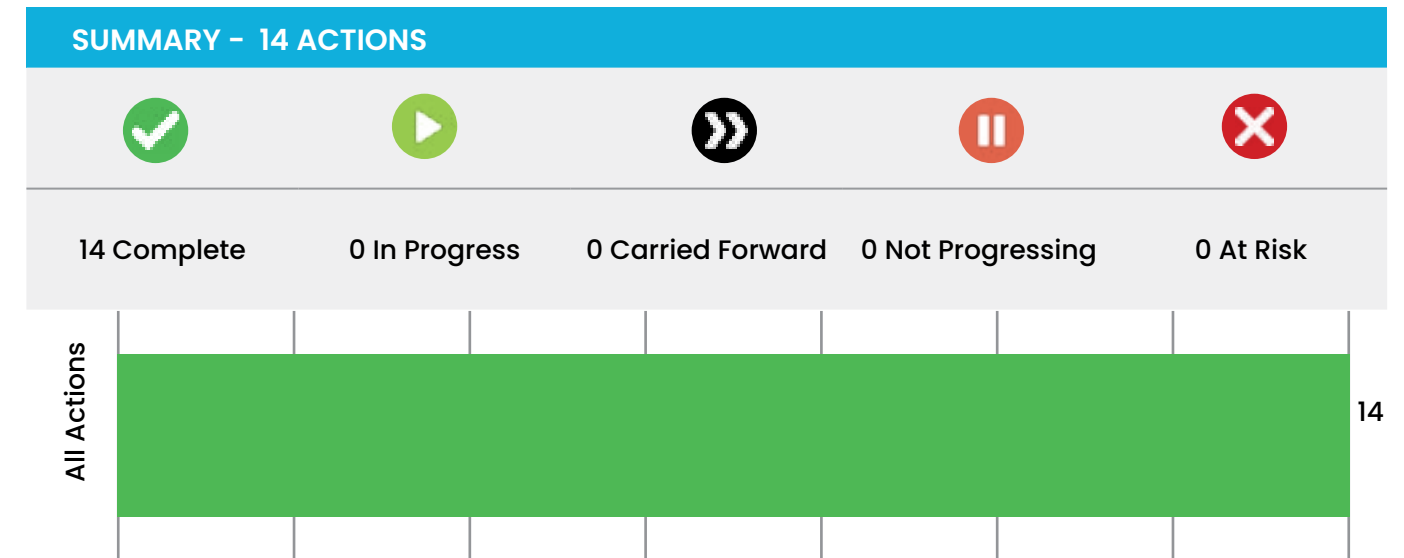 SUMMARY - 14 ACTIONS
14 Complete
0 In Progress
0 Carried Forward
0 Not Progressing
0 At Risk
All Actions
14